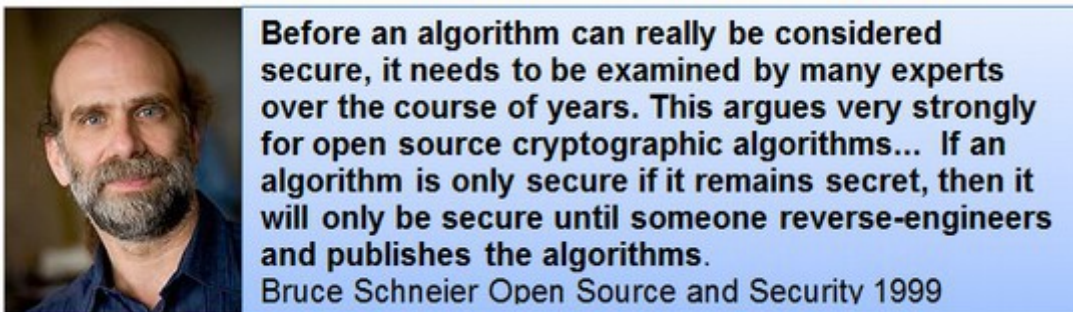 Before an algorithm can really be considered
secure, it needs to be examined by many experts
over the course of years. This argues very strongly
for open source cryptographic algorithms... If an
algorithm is only secure if it remains secret, then it
will only be secure until someone reverse-engineers
and publishes the algorithms.
Bruce Schneier Open Source and Security 1999